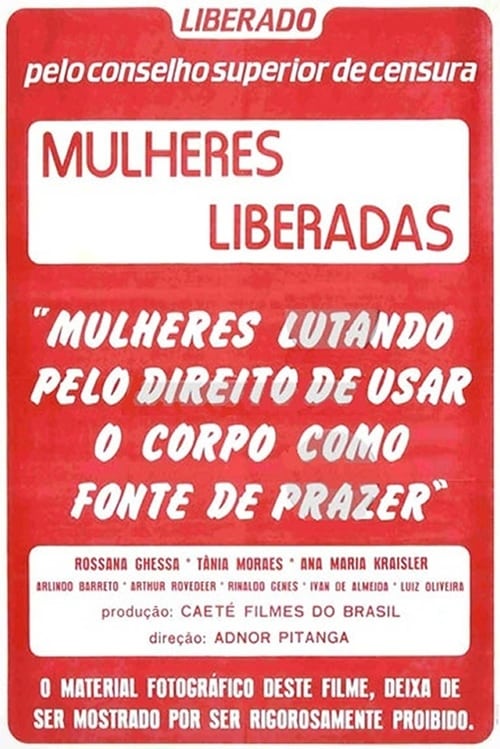 LIBERADO
pelo conselho superior de censura
MULHERES
LIBERADAS
"MULHERES LUTANDO
PELO DIREITO DE USAR
O CORPO COMO
FONTE DE PRAZER"
ROSSANA GHESSA * TÂNIA MORAES * ANA MARIA KRAISLER
ARLINDO BARRETO * ARTHUR ROVEDEER * RINALDO GENES * IVAN DE ALMEIDA * LUIZ OLIVEIRA
produção: CAETÉ FILMES DO BRASIL
direção: ADNOR PITANGA
O MATERIAL FOTOGRÁFICO DESTE FILME, DEIXA DE
SER MOSTRADO POR SER RIGOROSAMENTE PROIBIDO.